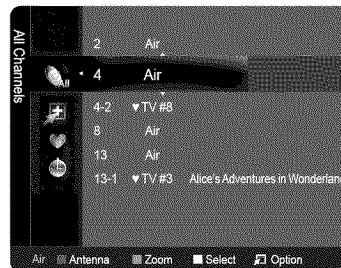 All Channels
2 Air
4 Air
4-2 ♥ TV #8
8 Air
13 Air
13-1 ♥ TV #3 Alice's Adventures in Wonderlan
Air Antenna Zoom Select Option